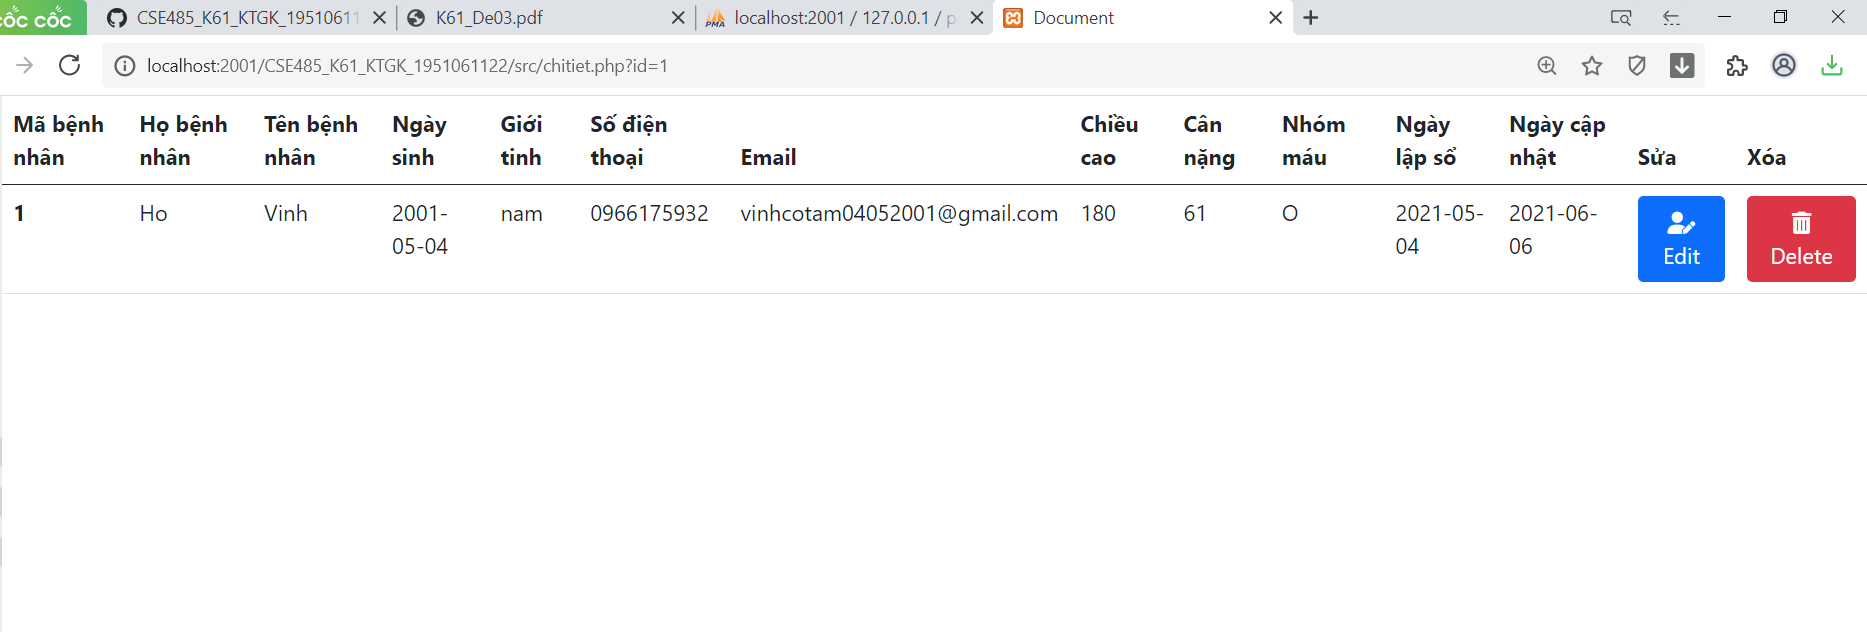 cốc cốc
CSE485_K61_KTGK_19510611
K61_De03.pdf
localhost:2001 / 127.0.0.1 / p
Document
localhost:2001/CSE485_K61_KTGK_1951061122/src/chitiet.php?id=1
Mã bệnh nhân
Họ bệnh nhân
Tên bệnh nhân
Ngày sinh
Giới tinh
Số điện thoại
Email
Chiều cao
Cân nặng
Nhóm máu
Ngày lập sổ
Ngày cập nhật
Sửa
Xóa
1
Ho
Vinh
2001-05-04
nam
0966175932
vinhcotam04052001@gmail.com
180
61
O
2021-05-04
2021-06-06
Edit
Delete